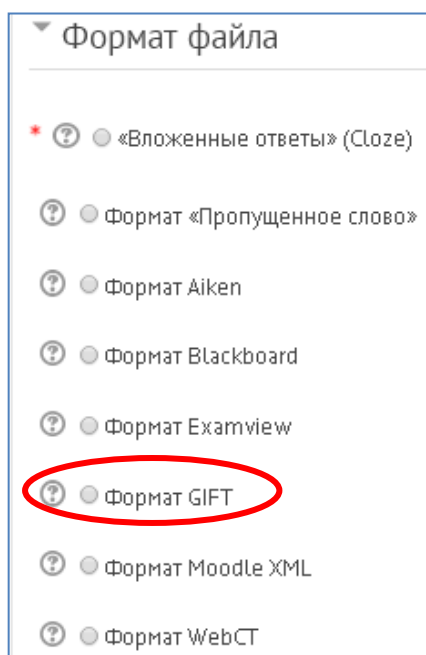 Формат файла
* ? «Вложенные ответы» (Cloze)
? Формат «Пропущенное слово»
? Формат Aiken
? Формат Blackboard
? Формат Examview
? Формат GIFT
? Формат Moodle XML
? Формат WebCT